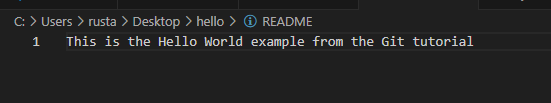 C: > Users > rusta > Desktop > hello > README
1 This is the Hello World example from the Git tutorial